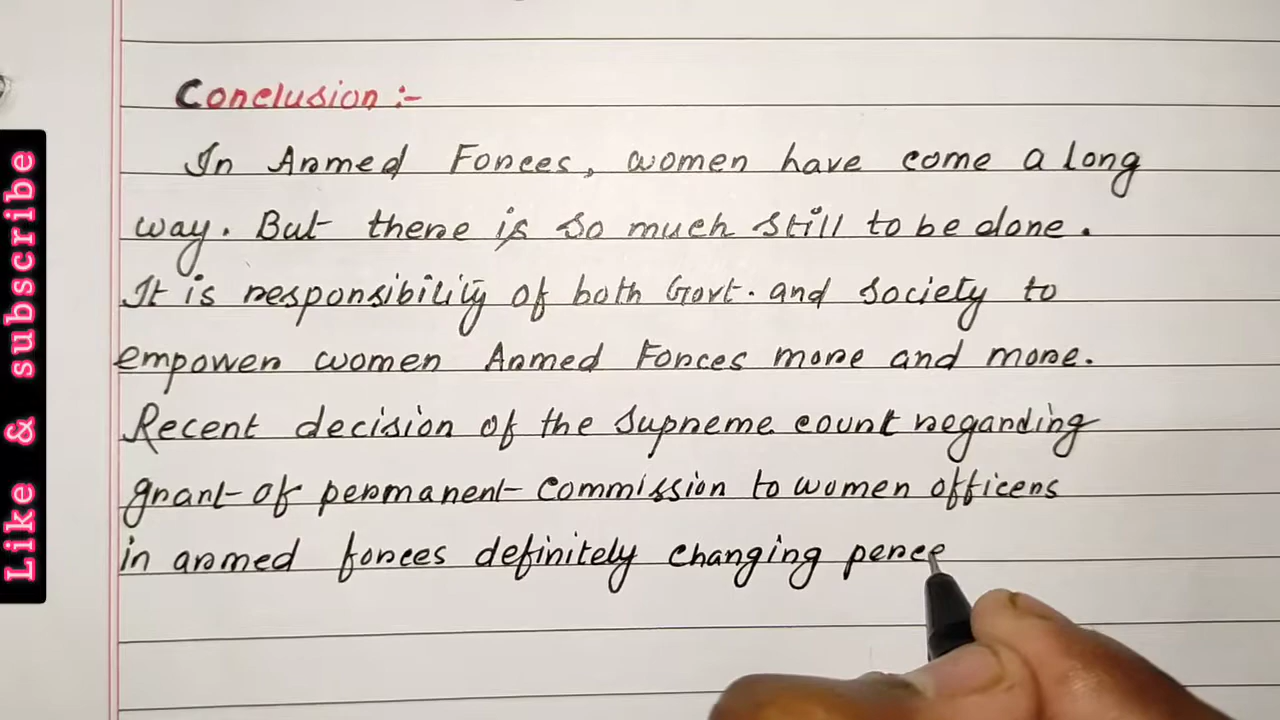 Conclusion :-
In Armed Forces, women have come a long
way. But there is so much still to be done.
It is responsibility of both Govt. and society to
empower women Armed Forces more and more.
Recent decision of the Supreme court regarding
grant of permanent commission to women officers
in armed forces definitely changing perce
Like & subscribe